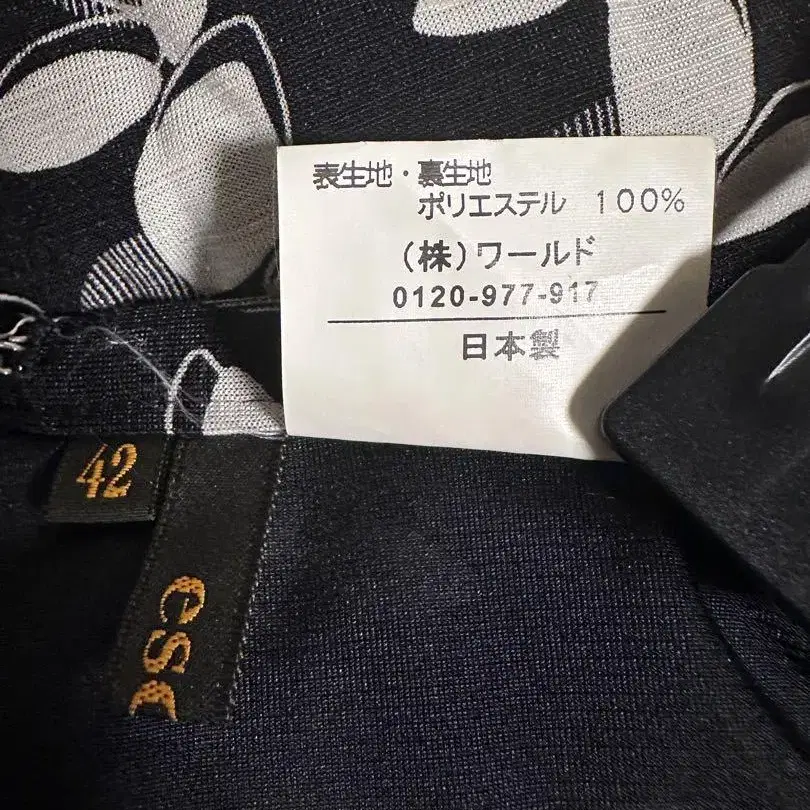 表生地・裏生地
ポリエステル 100%
(株)ワールド
0120-977-917
日本製
42